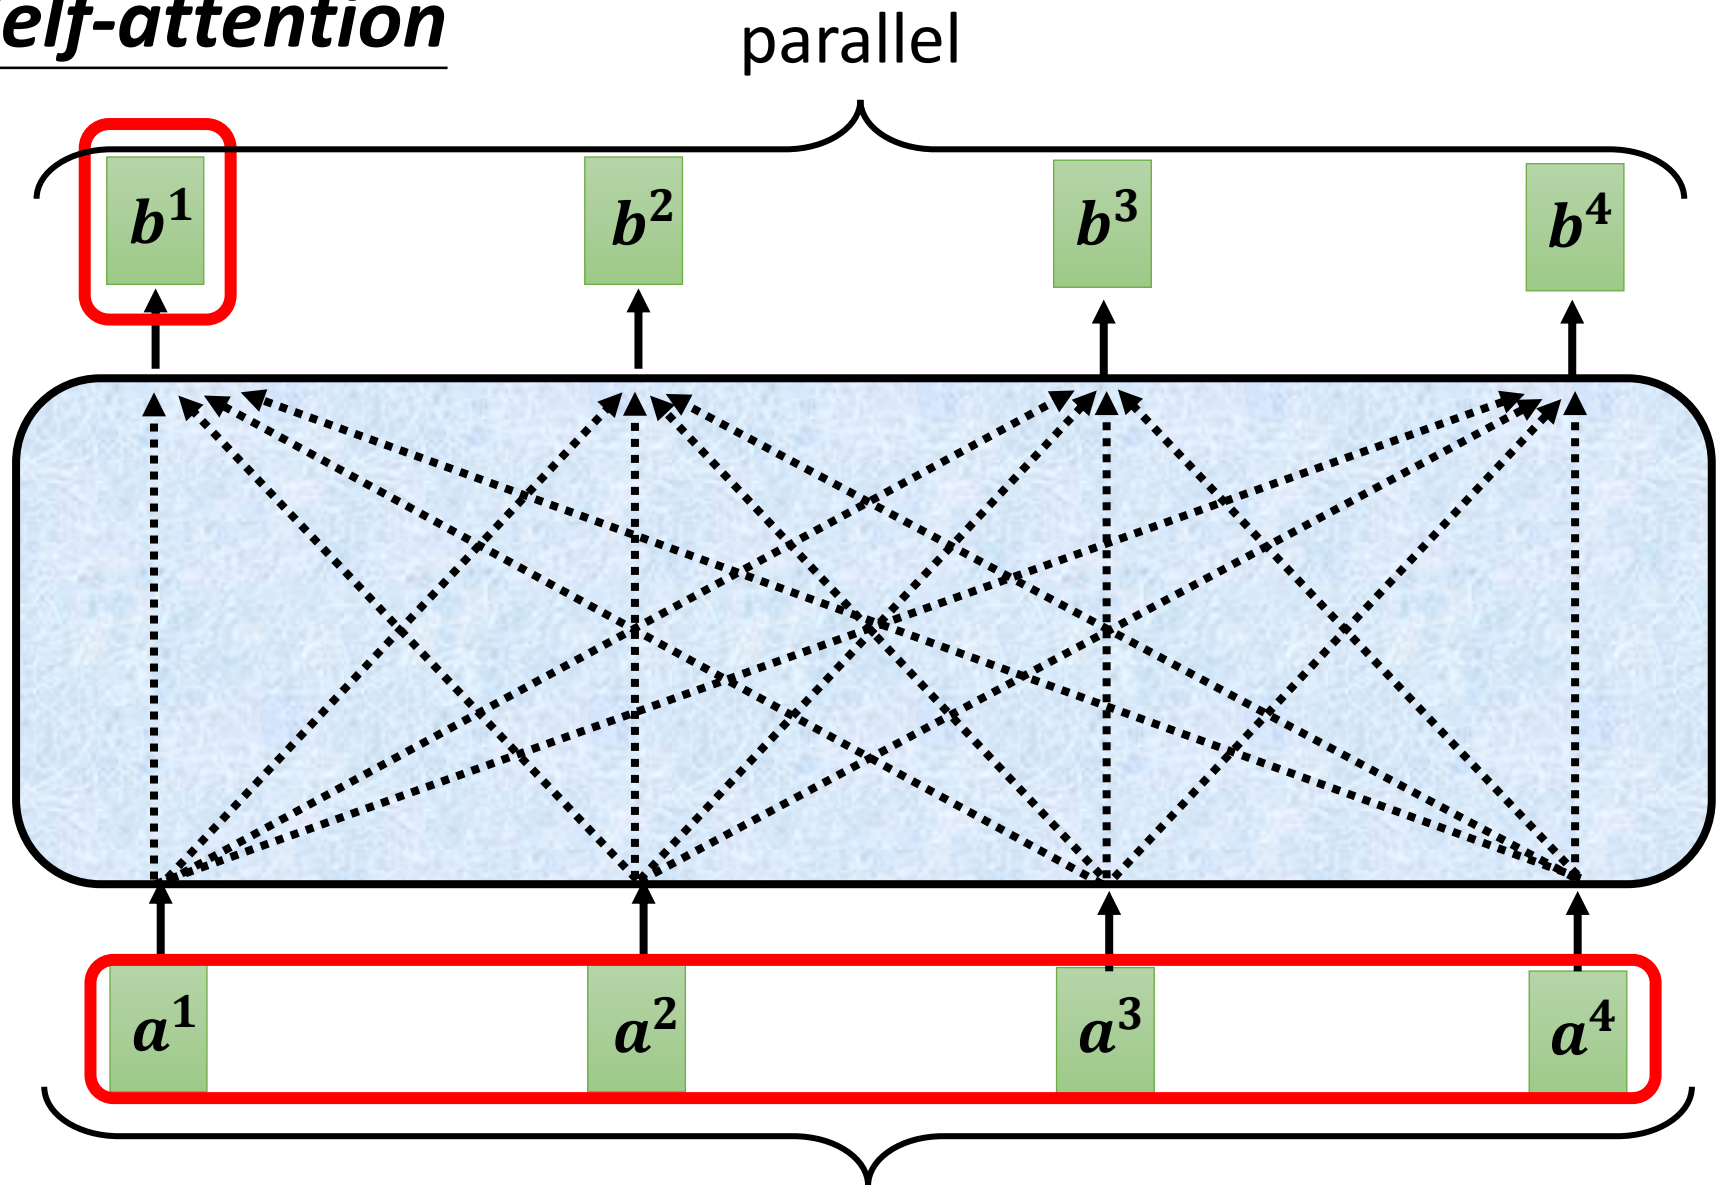 elf-attention
parallel
b¹ b² b³ b⁴
a¹ a² a³ a⁴